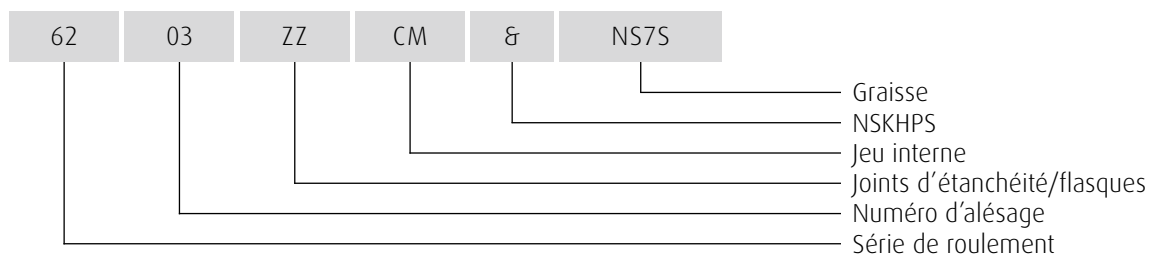 62 03 ZZ CM & NS7S
Graisse
NSKHPS
Jeu interne
Joints d'étanchéité/flasques
Numéro d'alésage
Série de roulement